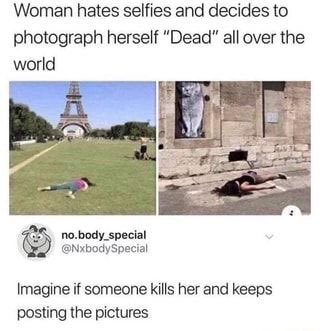 Woman hates selfies and decides to
photograph herself “Dead” all over the
world
no.body_special
@NxbodySpecial
Imagine if someone kills her and keeps
posting the pictures